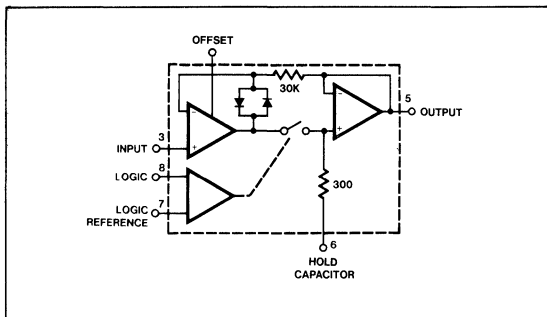 OFFSET
30K
5
OUTPUT
−
−
+
+
3
INPUT
8
LOGIC
7
LOGIC
REFERENCE
300
6
HOLD
CAPACITOR